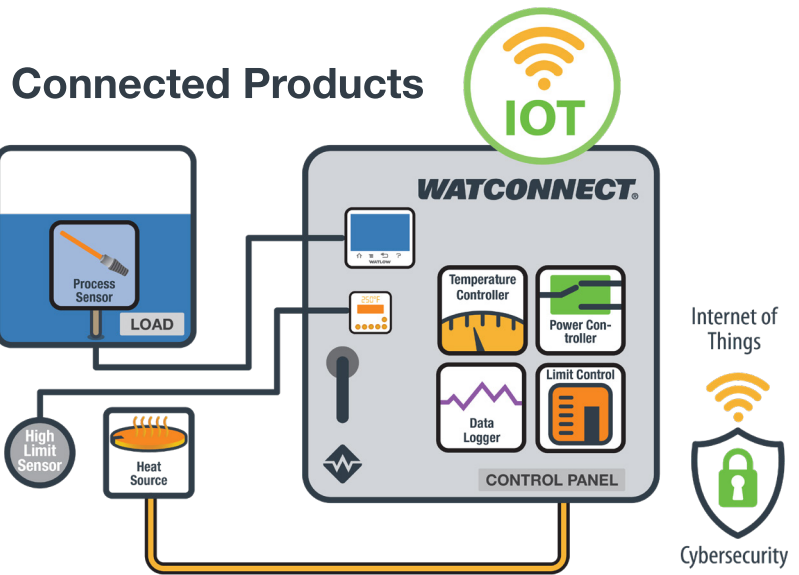 Connected Products
IOT
WATCONNECT®
WATLOW
250°F
Process
Sensor
LOAD
Temperature
Controller
Power Con-
troller
Internet of
Things
Limit Control
Data
Logger
High
Limit
Sensor
Heat
Source
CONTROL PANEL
Cybersecurity